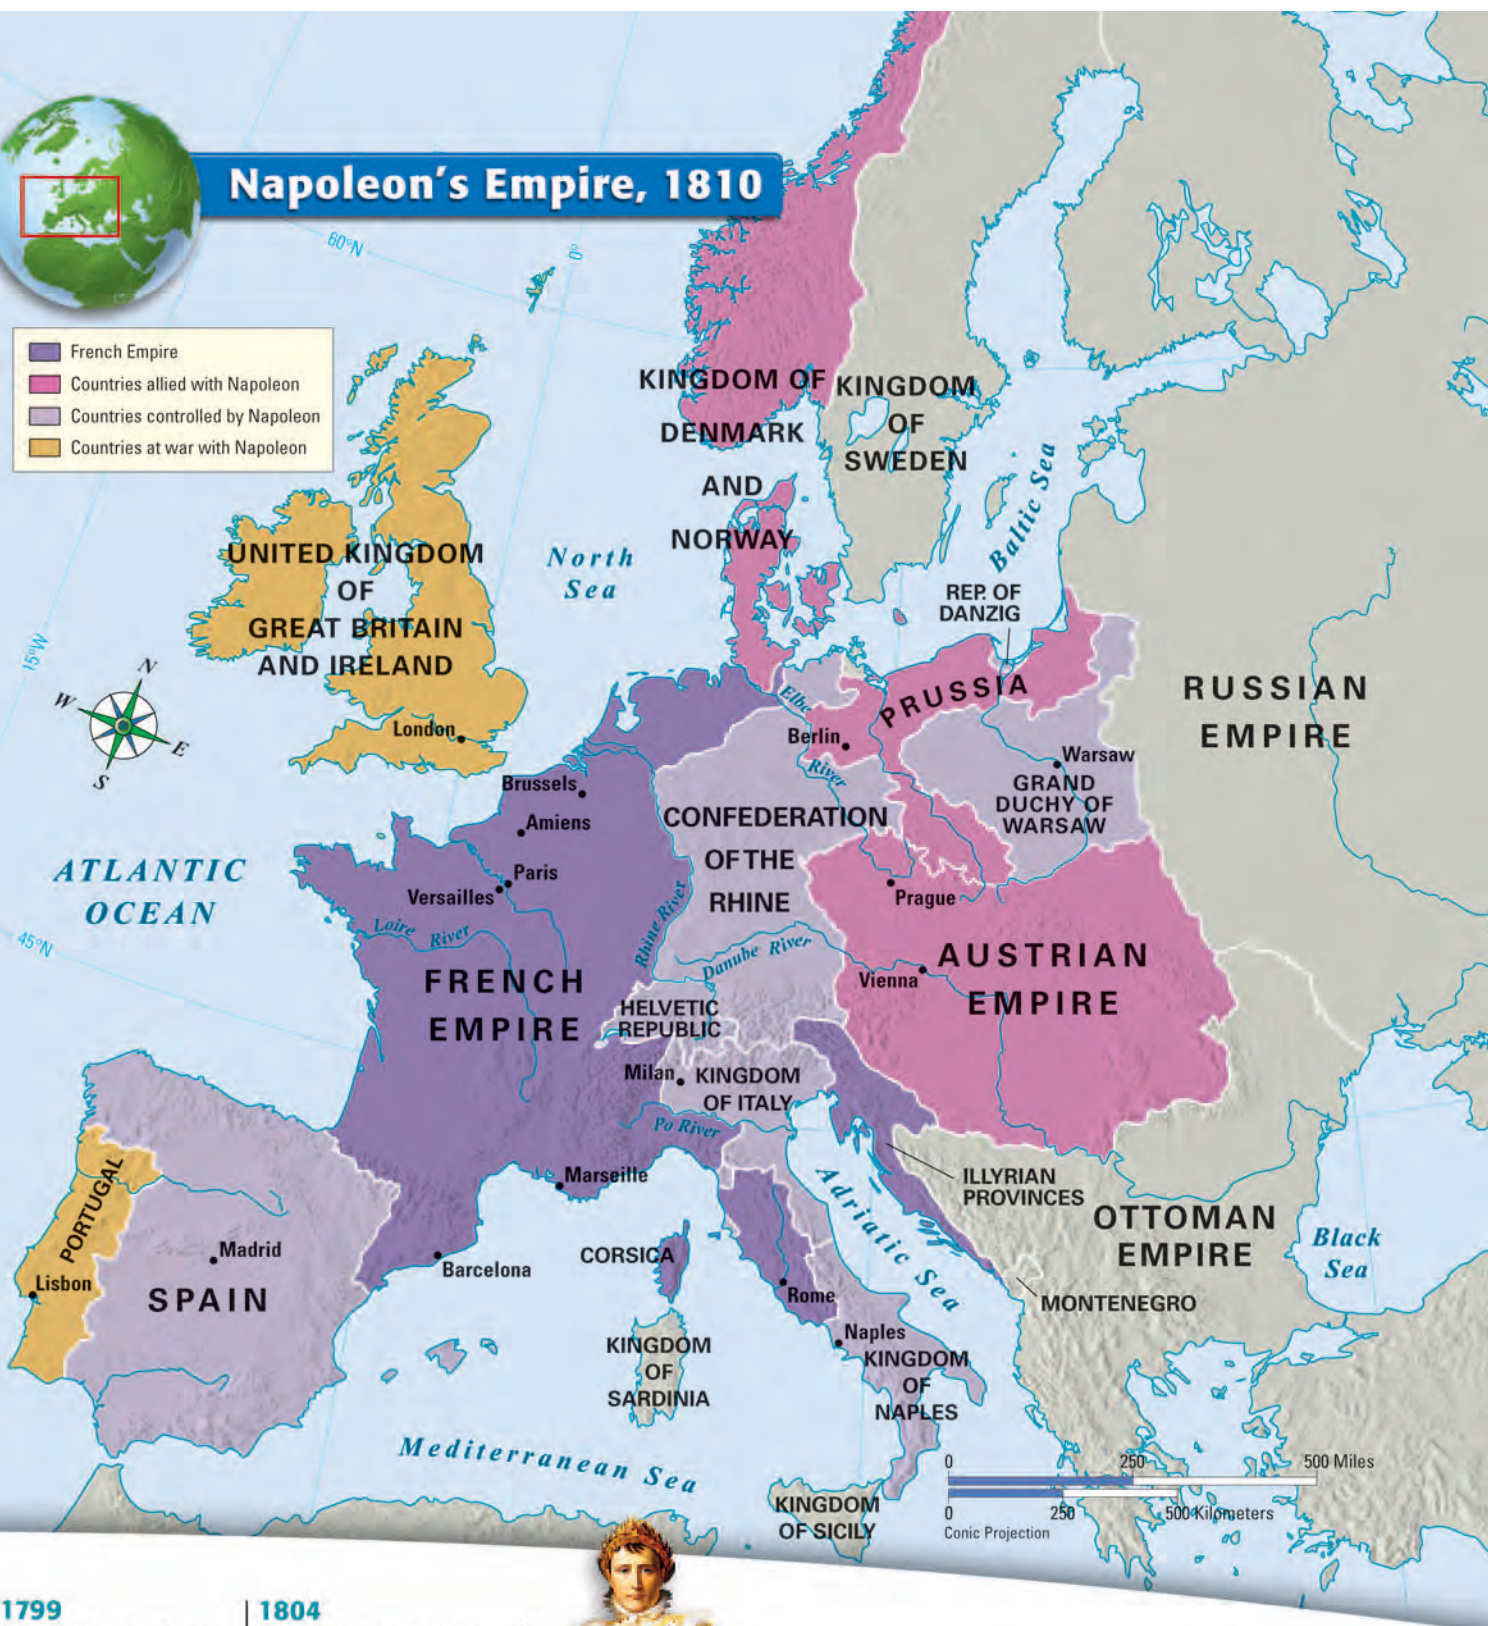 Napoleon's Empire, 1810
60°N
0°
French Empire
Countries allied with Napoleon
Countries controlled by Napoleon
Countries at war with Napoleon
KINGDOM OF
DENMARK
AND
NORWAY
KINGDOM
OF
SWEDEN
Baltic Sea
North
Sea
UNITED KINGDOM
OF
GREAT BRITAIN
AND IRELAND
London
15°W
N
W
E
S
REP. OF
DANZIG
PRUSSIA
RUSSIAN
EMPIRE
Elbe
River
Berlin
Warsaw
GRAND
DUCHY OF
WARSAW
Brussels
Amiens
Paris
Versailles
CONFEDERATION
OF THE
RHINE
Prague
ATLANTIC
OCEAN
45°N
Loire River
Rhine River
Danube River
FRENCH
EMPIRE
Vienna
AUSTRIAN
EMPIRE
HELVETIC
REPUBLIC
Milan
KINGDOM
OF ITALY
Po River
Marseille
PORTUGAL
Lisbon
Madrid
SPAIN
Barcelona
CORSICA
Adriatic Sea
ILLYRIAN
PROVINCES
OTTOMAN
EMPIRE
Black
Sea
MONTENEGRO
Rome
Naples
KINGDOM
OF
NAPLES
KINGDOM
OF
SARDINIA
Mediterranean Sea
KINGDOM
OF SICILY
0 250 500 Miles
0 250 500 Kilometers
Conic Projection
1799
1804